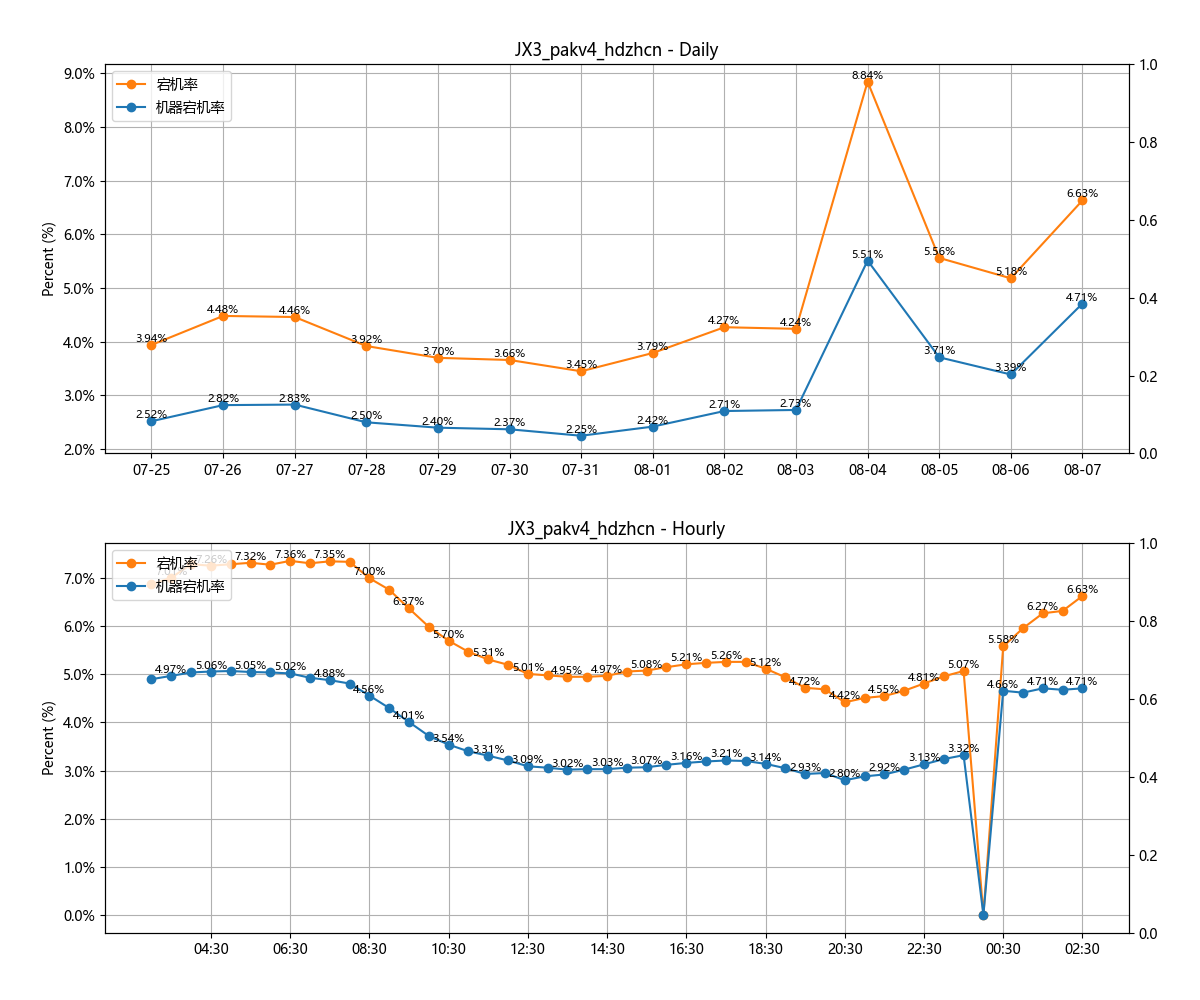 JX3_pakv4_hdzhcn - Daily
宕机率
机器宕机率
Percent (%)
9.0%
8.0%
7.0%
6.0%
5.0%
4.0%
3.0%
2.0%
1.0
0.8
0.6
0.4
0.2
0.0
3.94% 4.48% 4.46% 3.92% 3.70% 3.66% 3.45% 3.79% 4.27% 4.24% 8.84% 5.56% 5.18% 6.63%
2.52% 2.82% 2.83% 2.50% 2.40% 2.37% 2.25% 2.42% 2.71% 2.73% 5.51% 3.71% 3.39% 4.71%
07-25 07-26 07-27 07-28 07-29 07-30 07-31 08-01 08-02 08-03 08-04 08-05 08-06 08-07
JX3_pakv4_hdzhcn - Hourly
宕机率
机器宕机率
Percent (%)
7.0%
6.0%
5.0%
4.0%
3.0%
2.0%
1.0%
0.0%
1.0
0.8
0.6
0.4
0.2
0.0
7.26% 7.32% 7.36% 7.35% 7.00% 6.37% 5.70% 5.31% 5.01% 4.95% 4.97% 5.08% 5.21% 5.26% 5.12% 4.72% 4.42% 4.55% 4.81% 5.07% 5.58% 6.27% 6.63%
4.97% 5.06% 5.05% 5.02% 4.88% 4.56% 4.01% 3.54% 3.31% 3.09% 3.02% 3.03% 3.07% 3.16% 3.21% 3.14% 2.93% 2.80% 2.92% 3.13% 3.32% 4.66% 4.71% 4.71%
04:30 06:30 08:30 10:30 12:30 14:30 16:30 18:30 20:30 22:30 00:30 02:30